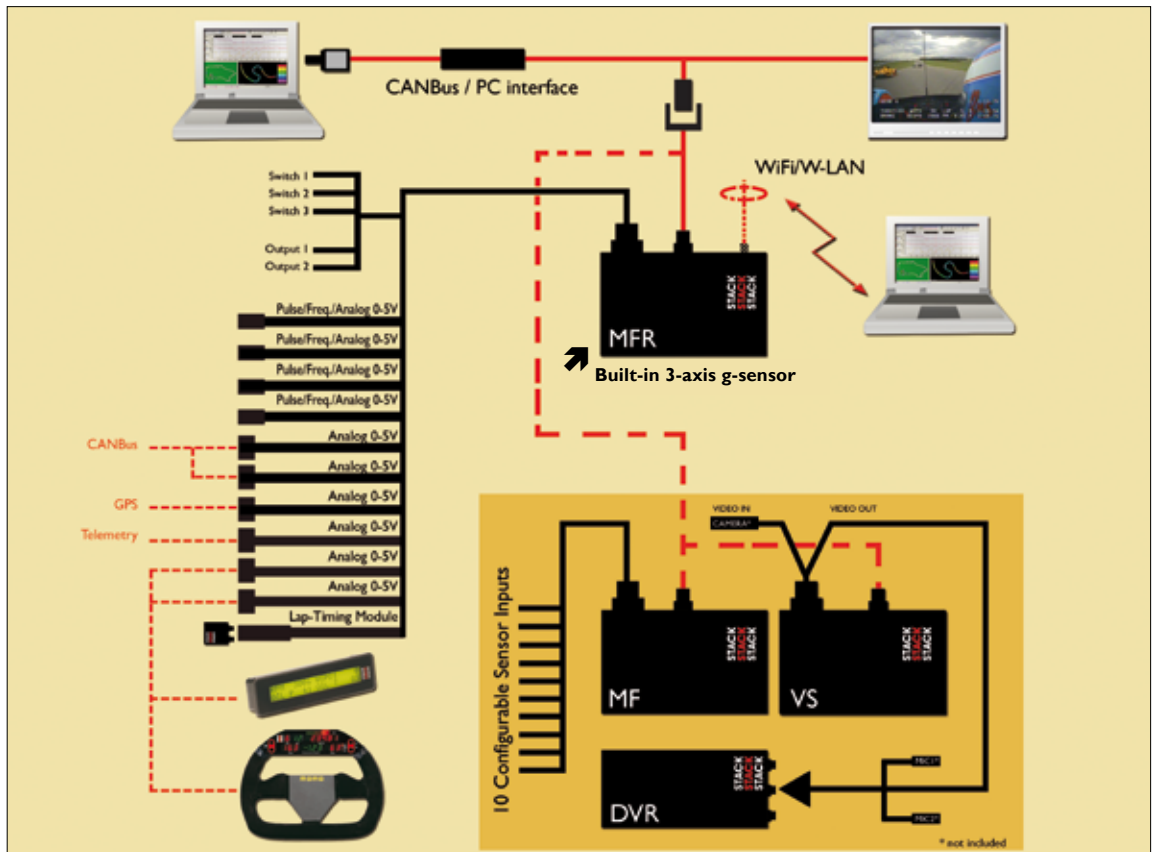 CANBus / PC interface
WiFi/W-LAN
Switch 1
Switch 2
Switch 3
Output 1
Output 2
STACK
STACK
STACK
MFR
Built-in 3-axis g-sensor
Pulse/Freq./Analog 0-5V
Pulse/Freq./Analog 0-5V
Pulse/Freq./Analog 0-5V
Pulse/Freq./Analog 0-5V
CANBus
Analog 0-5V
Analog 0-5V
GPS
Analog 0-5V
Telemetry
Analog 0-5V
Analog 0-5V
Analog 0-5V
Lap-Timing Module
10 Configurable Sensor Inputs
VIDEO IN
CAMERA*
VIDEO OUT
STACK
STACK
STACK
MF
STACK
STACK
STACK
VS
STACK
STACK
STACK
DVR
MIC1*
MIC2*
* not included